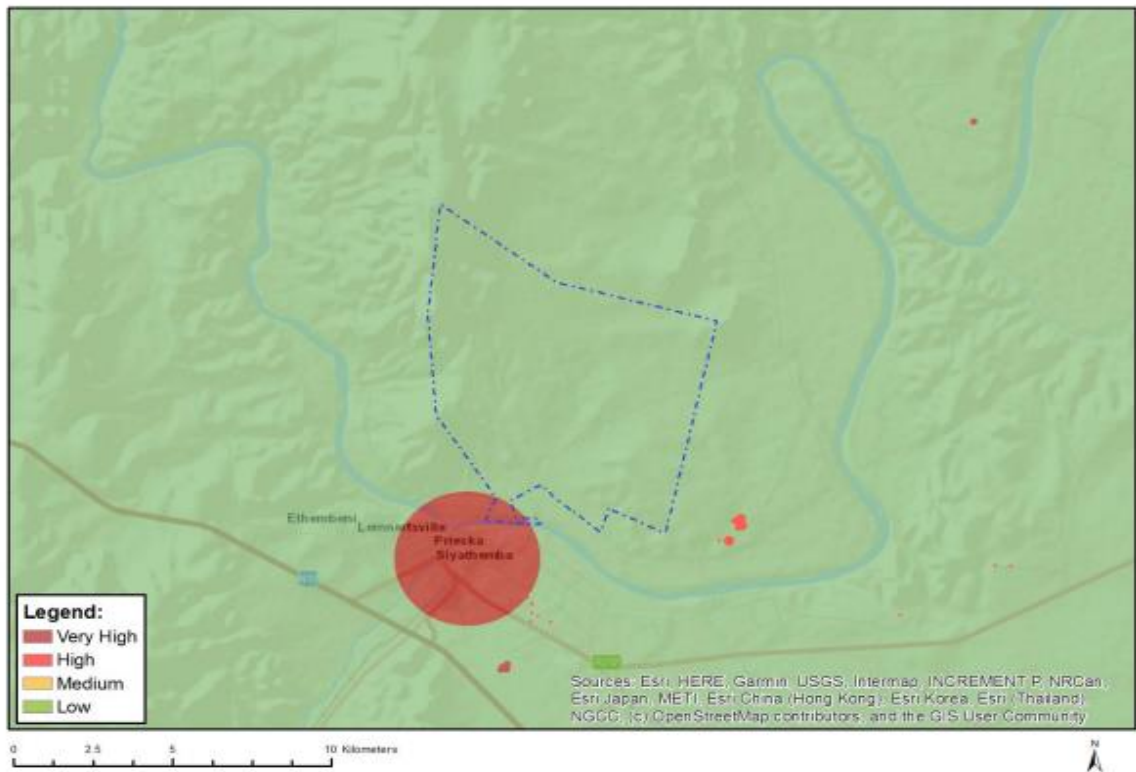 Ethembeni
Lemoortsville
Prieska
Siyathemba
N10
Legend:
Very High
High
Medium
Low
Sources: Esri, HERE, Garmin, USGS, Intermap, INCREMENT P, NRCan,
Esri Japan, METI, Esri China (Hong Kong), Esri Korea, Esri (Thailand),
NGCC, (c) OpenStreetMap contributors, and the GIS User Community
0 2.5 5 10 Kilometers
N